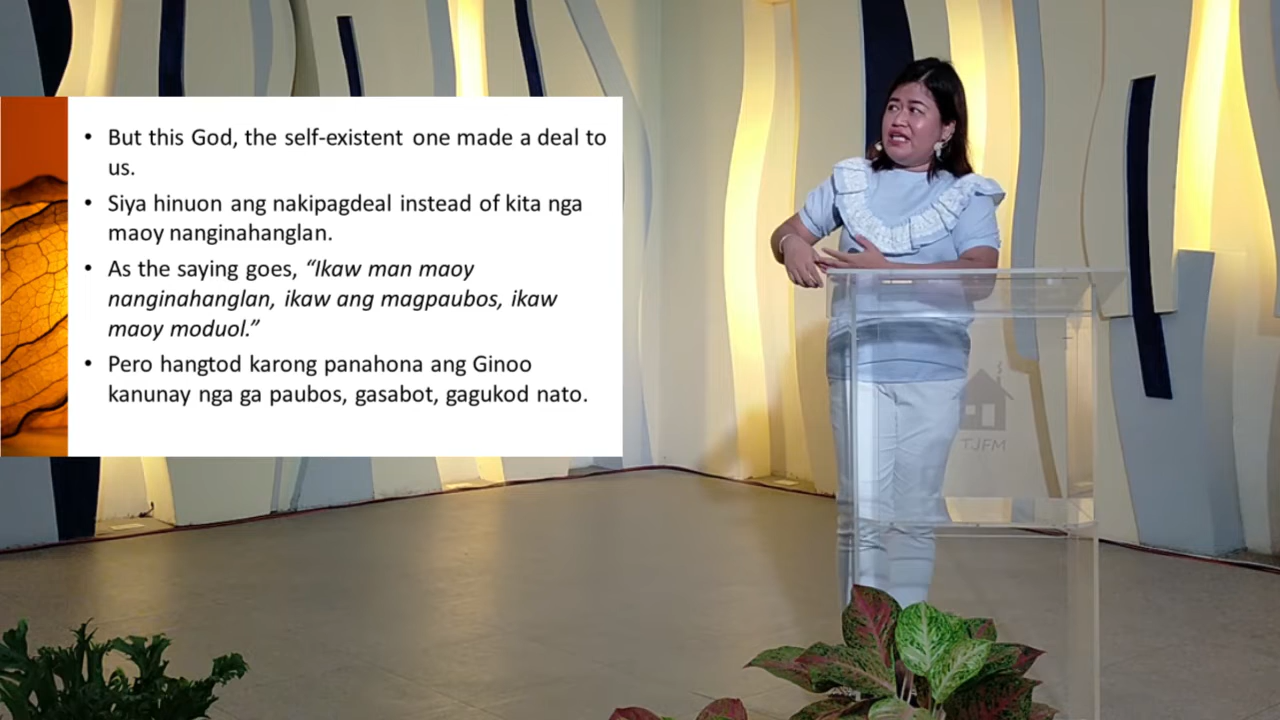 • But this God, the self-existent one made a deal to
us.
• Siya hinuon ang nakipagdeal instead of kita nga
maoy nanginahanglan.
• As the saying goes, “Ikaw man maoy
nanginahanglan, ikaw ang magpaubos, ikaw
maoy moduol.”
• Pero hangtod karong panahona ang Ginoo
kanunay nga ga paubos, gasabot, gagukod nato.
TJFM